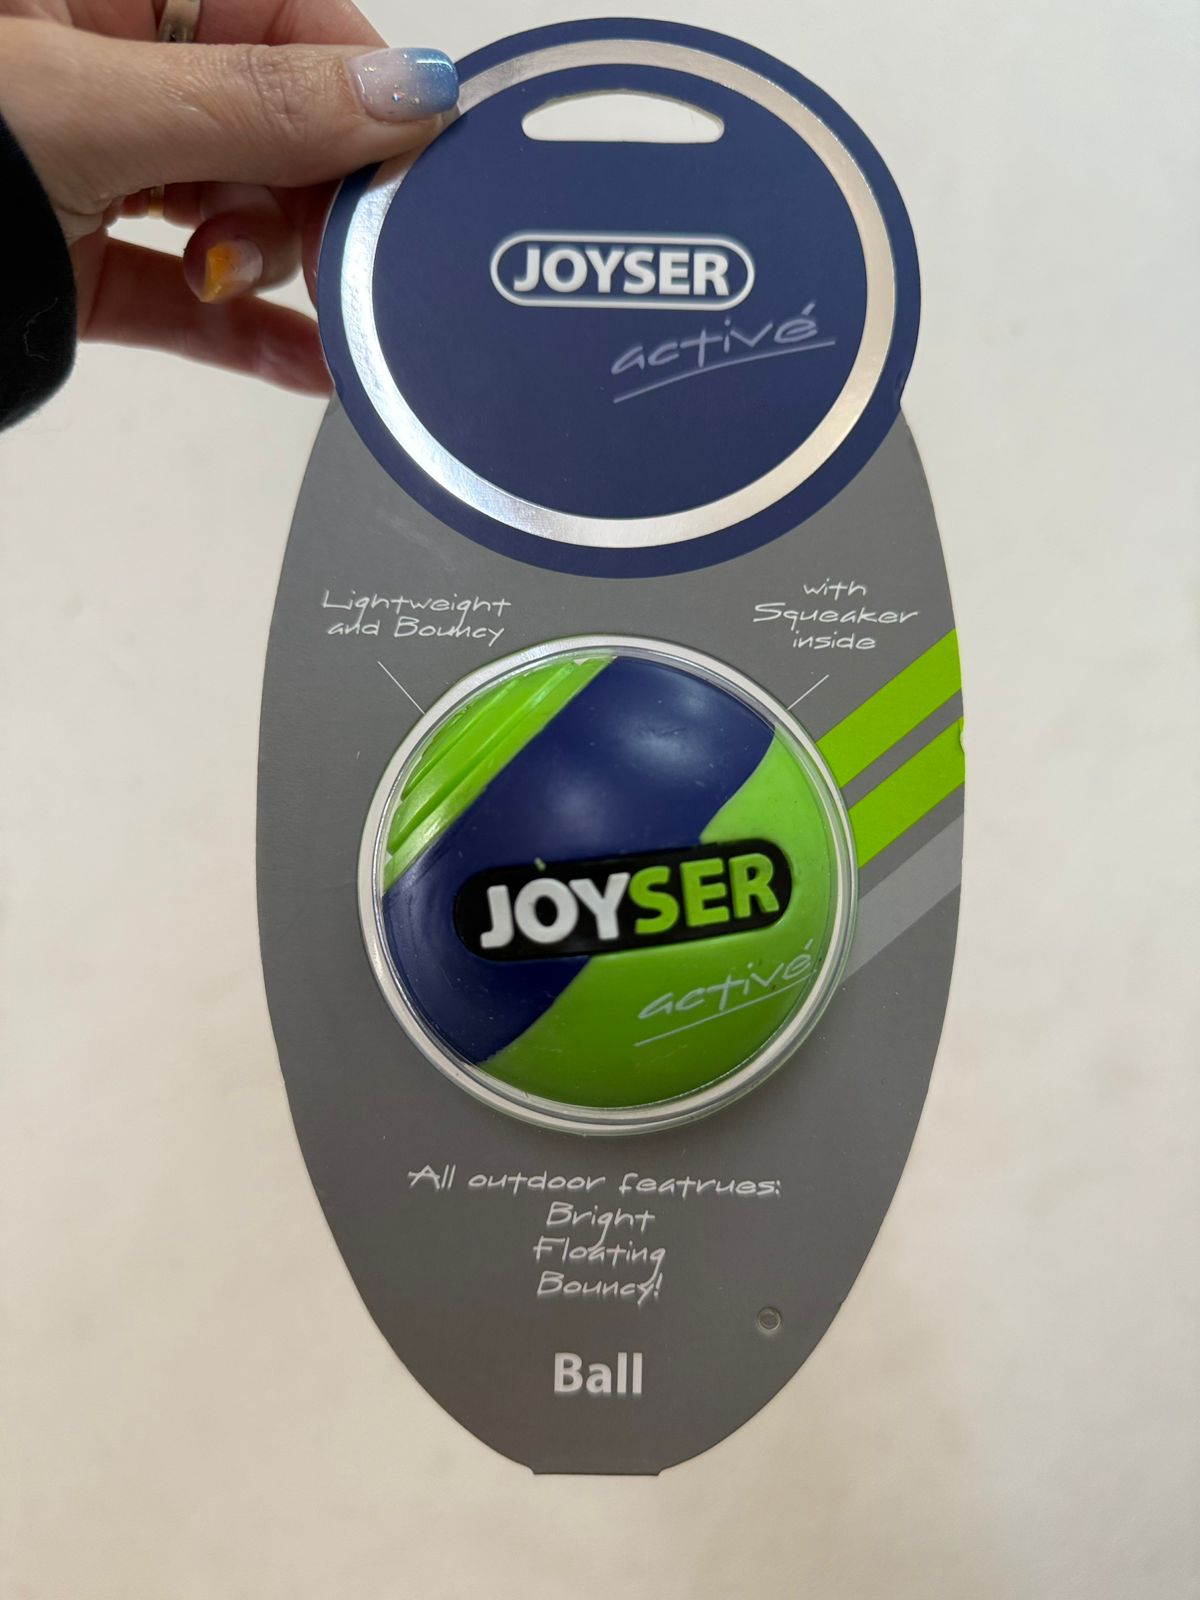 JOYSER
activé
Lightweight
and Bouncy
with
Squeaker
inside
JOYSER
activé
All outdoor featrues:
Bright
Floating
Bouncy!
Ball